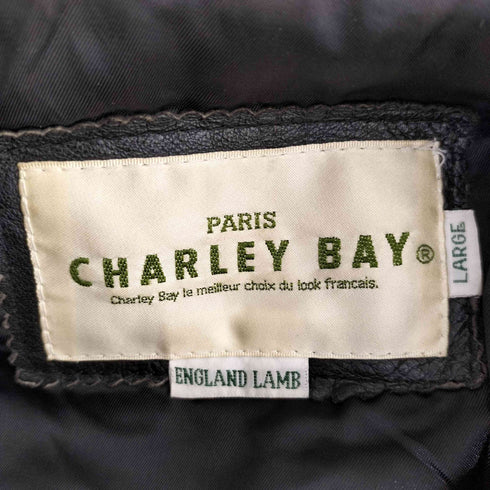 PARIS
CHARLEY BAY®
Charley Bay le meilleur choix du look francais.
LARGE
ENGLAND LAMB